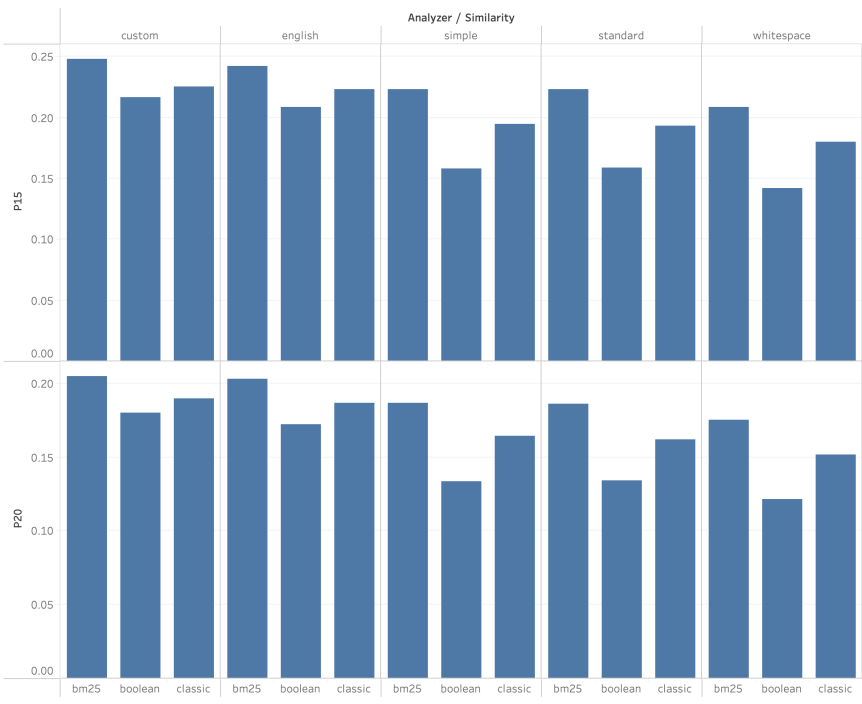 Analyzer / Similarity
custom english simple standard whitespace
0.25
0.20
0.15
P15
0.10
0.05
0.00
0.20
0.15
P20
0.10
0.05
0.00
bm25 boolean classic bm25 boolean classic bm25 boolean classic bm25 boolean classic bm25 boolean classic